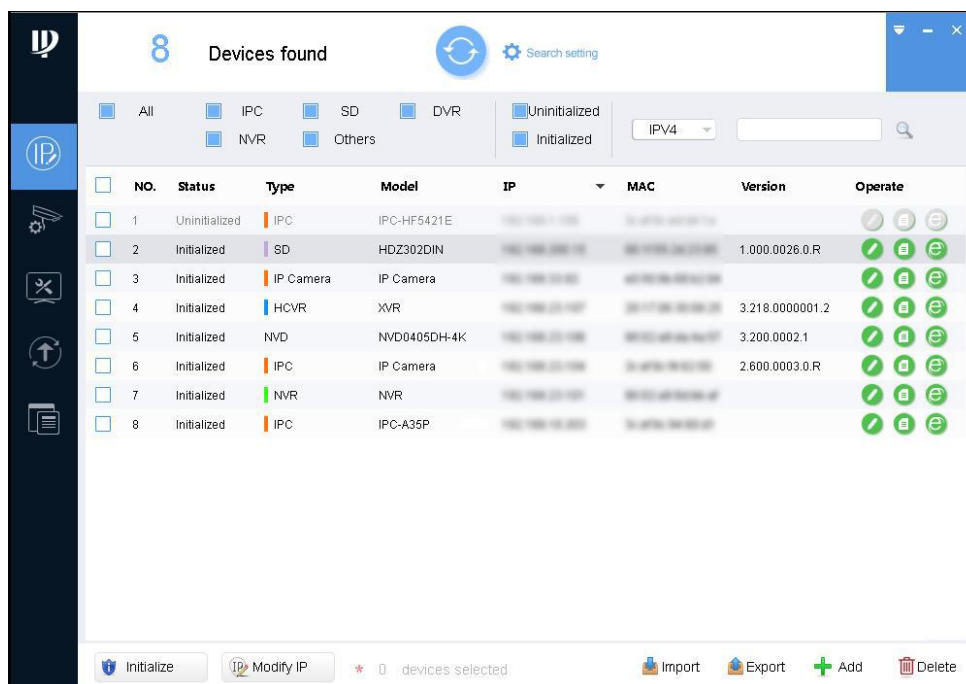 8 Devices found Search setting
All IPC SD DVR Uninitialized
NVR Others Initialized IPV4
NO. Status Type Model IP MAC Version Operate
1 Uninitialized IPC IPC-HF5421E
2 Initialized SD HDZ302DIN 1.000.0026.0.R
3 Initialized IP Camera IP Camera
4 Initialized HCVR XVR 3.218.0000001.2
5 Initialized NVD NVD0405DH-4K 3.200.0002.1
6 Initialized IPC IP Camera 2.600.0003.0.R
7 Initialized NVR NVR
8 Initialized IPC IPC-A35P
Initialize IP Modify IP * 0 devices selected Import Export Add Delete